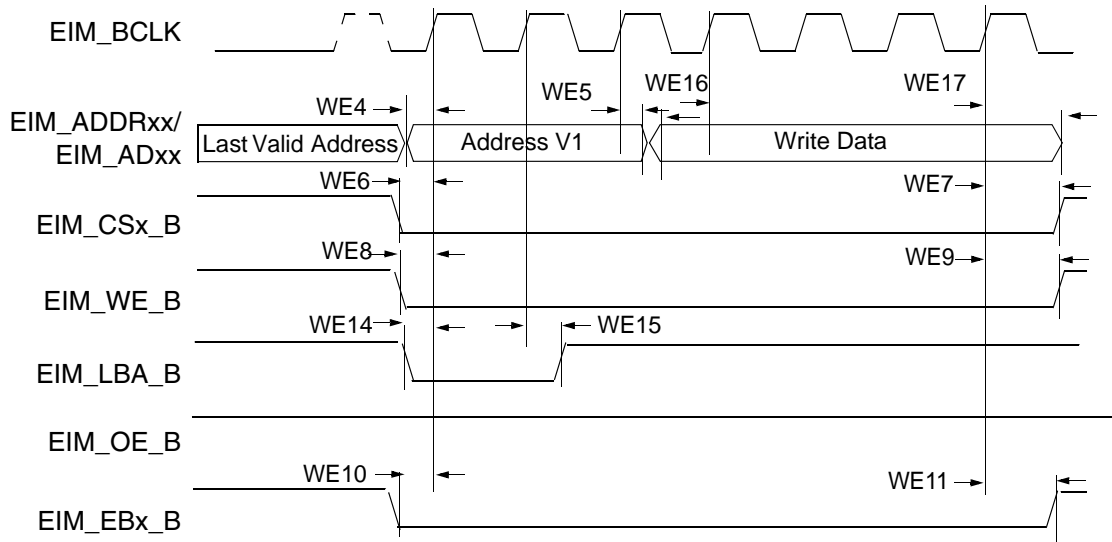 EIM_BCLK
WE4
WE5
WE16
WE17
EIM_ADDRxx/
EIM_ADxx
Last Valid Address
Address V1
Write Data
WE6
WE7
EIM_CSx_B
WE8
WE9
EIM_WE_B
WE14
WE15
EIM_LBA_B
EIM_OE_B
WE10
WE11
EIM_EBx_B